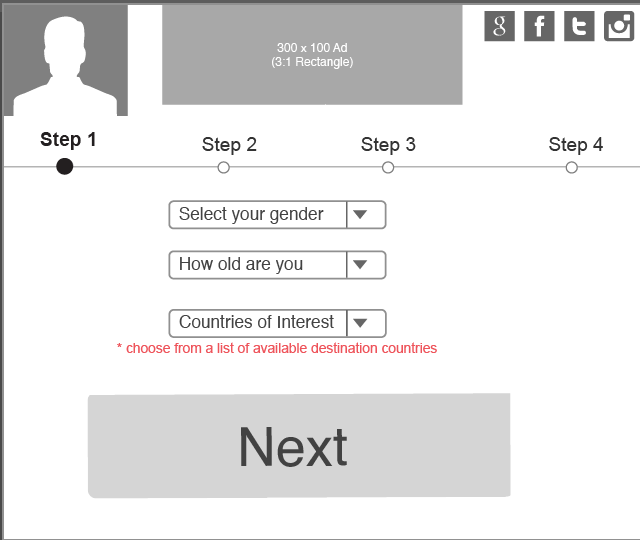 300 x 100 Ad
(3:1 Rectangle)
g f t
Step 1 Step 2 Step 3 Step 4
Select your gender
How old are you
Countries of Interest
* choose from a list of available destination countries
Next